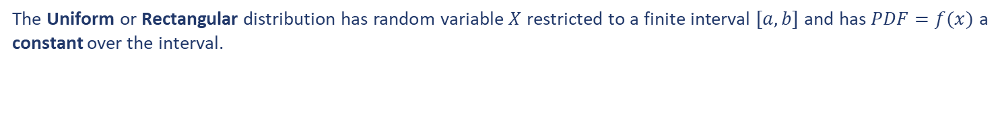 The Uniform or Rectangular distribution has random variable X restricted to a finite interval [a, b] and has PDF = f(x) a
constant over the interval.